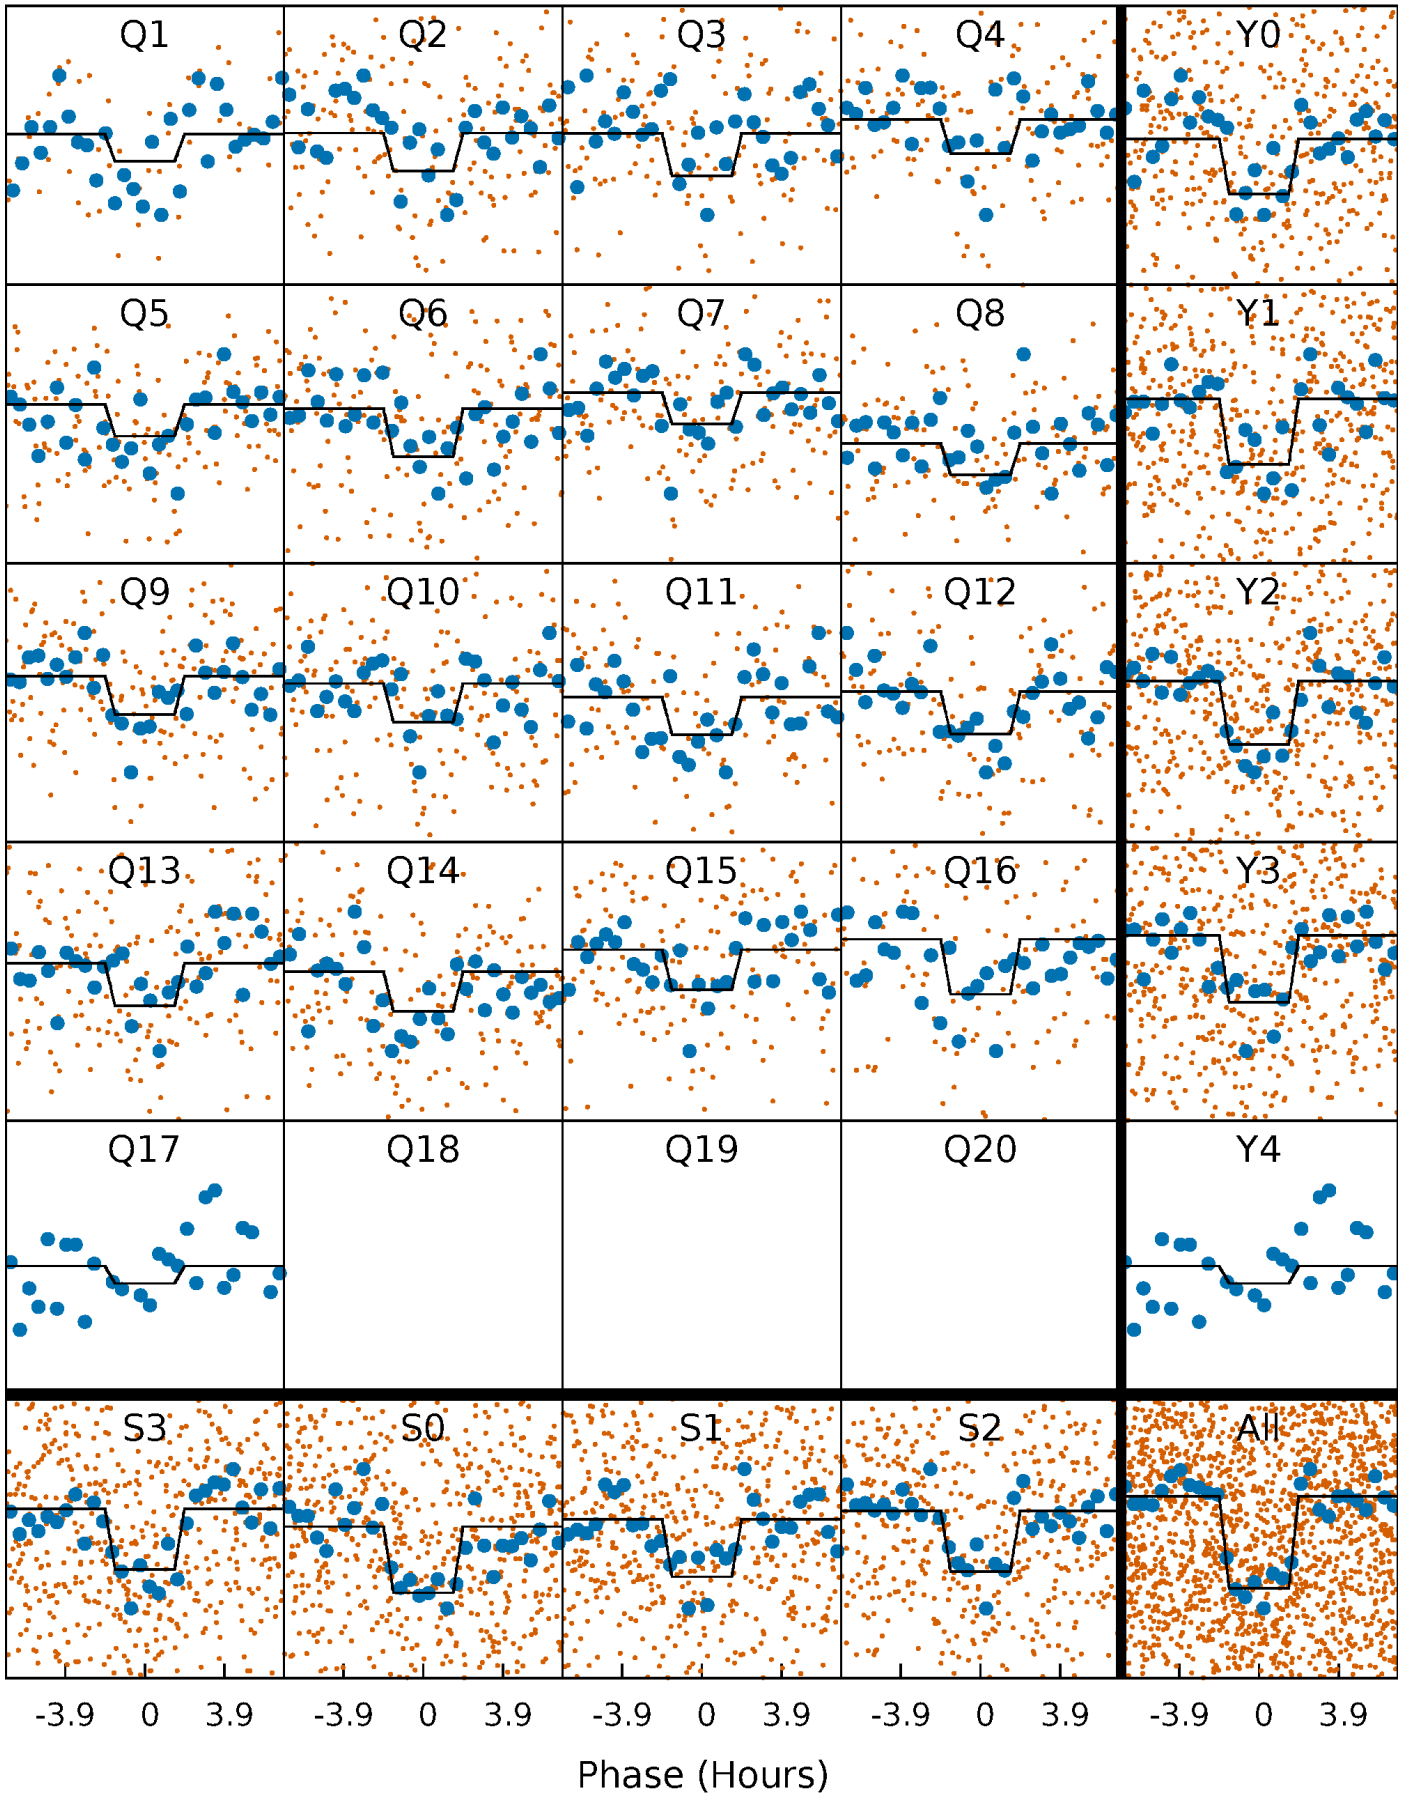 Q1 Q2 Q3 Q4 Y0
Q5 Q6 Q7 Q8 Y1
Q9 Q10 Q11 Q12 Y2
Q13 Q14 Q15 Q16 Y3
Q17 Q18 Q19 Q20 Y4
S3 S0 S1 S2 All
-3.9 0 3.9 -3.9 0 3.9 -3.9 0 3.9 -3.9 0 3.9 -3.9 0 3.9
Phase (Hours)